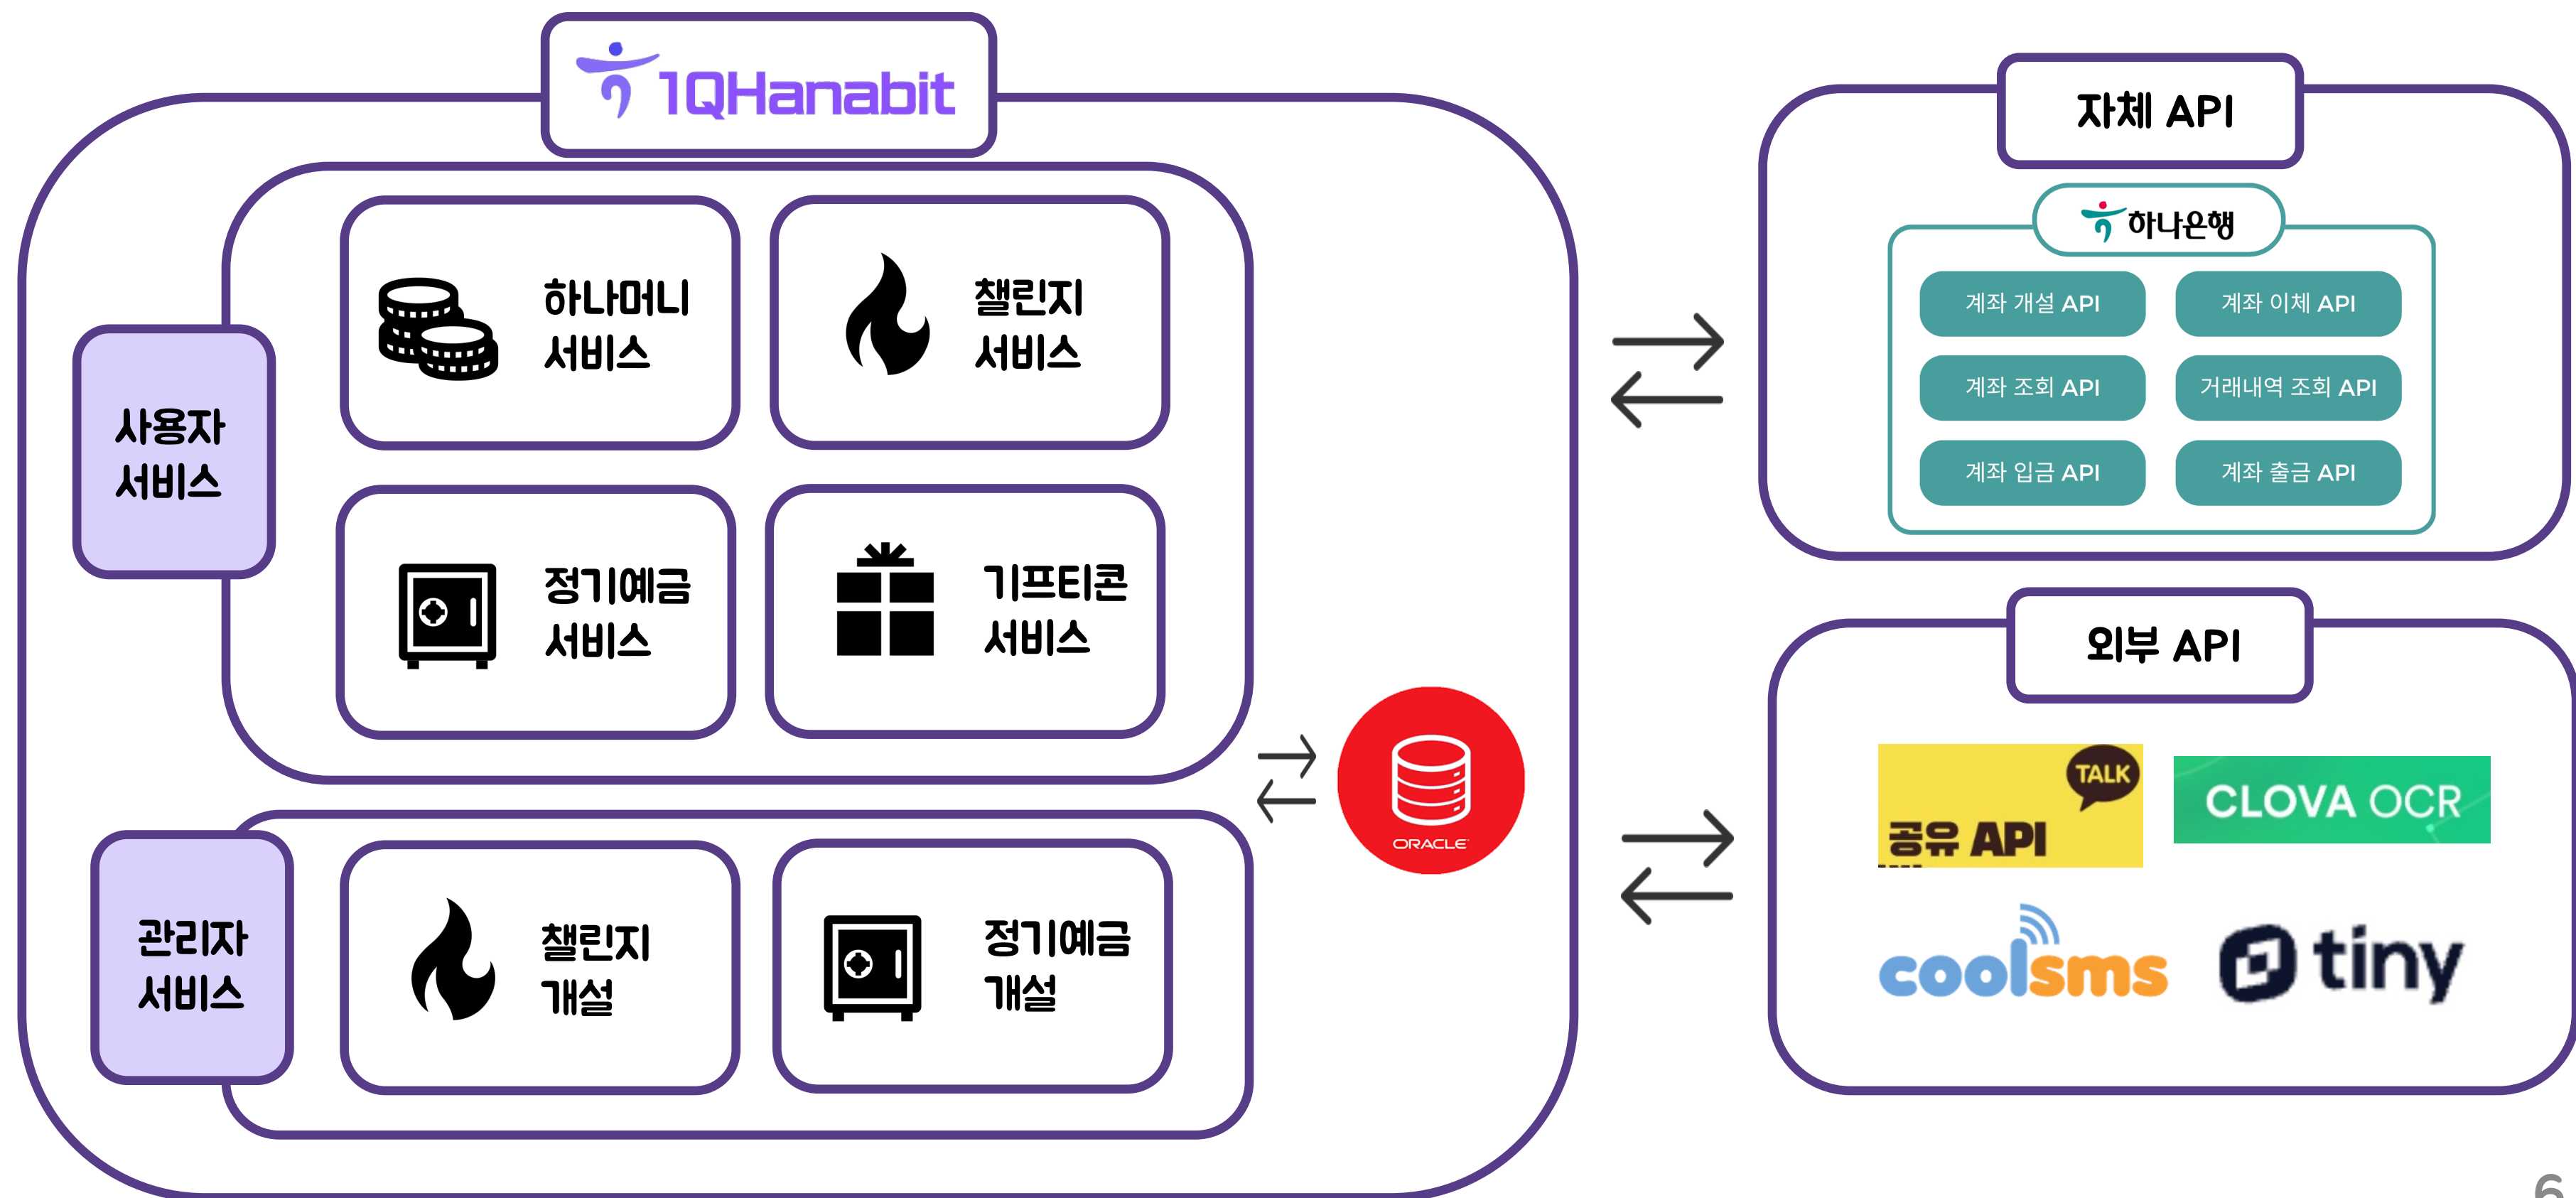 1QHanabit
사용자
서비스
하나머니
서비스
챌린지
서비스
정기예금
서비스
기프티콘
서비스
관리자
서비스
챌린지
개설
정기예금
개설
ORACLE
자체 API
하나은행
계좌 개설 API
계좌 이체 API
계좌 조회 API
거래내역 조회 API
계좌 입금 API
계좌 출금 API
외부 API
TALK
공유 API
CLOVA OCR
coolsms
tiny
6